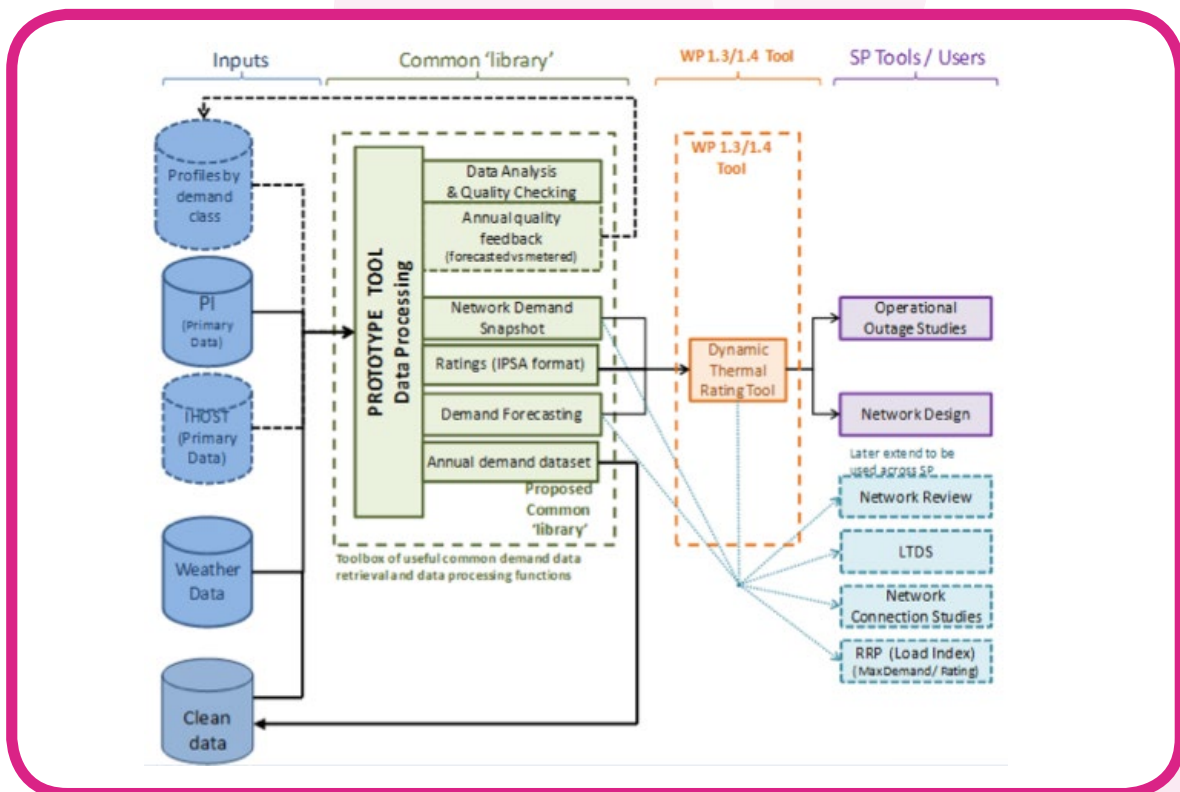 Inputs
Common 'library'
WP 1.3/1.4 Tool
SP Tools / Users
Profiles by
demand
class
PI
(Primary
Data)
iHOST
(Primary
Data)
Weather
Data
Clean
data
PROTOTYPE TOOL
Data Processing
Data Analysis
& Quality Checking
Annual quality
feedback
(forecasted vs metered)
Network Demand
Snapshot
Ratings (IPSA format)
Demand Forecasting
Annual demand dataset
Proposed
Common
'library'
Toolbox of useful common demand data
retrieval and data processing functions
WP 1.3/1.4
Tool
Dynamic
Thermal
Rating Tool
Operational
Outage Studies
Network Design
Later extend to be
used across SP
Network Review
LTDS
Network
Connection Studies
RRP (Load Index)
(MaxDemand/ Rating)